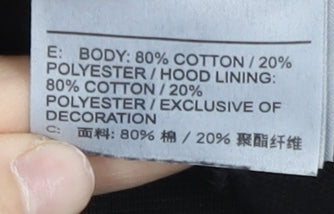 E: BODY: 80% COTTON / 20%
POLYESTER / HOOD LINING:
80% COTTON / 20%
POLYESTER / EXCLUSIVE OF
DECORATION
C: 面料: 80% 棉 / 20% 聚酯纤维